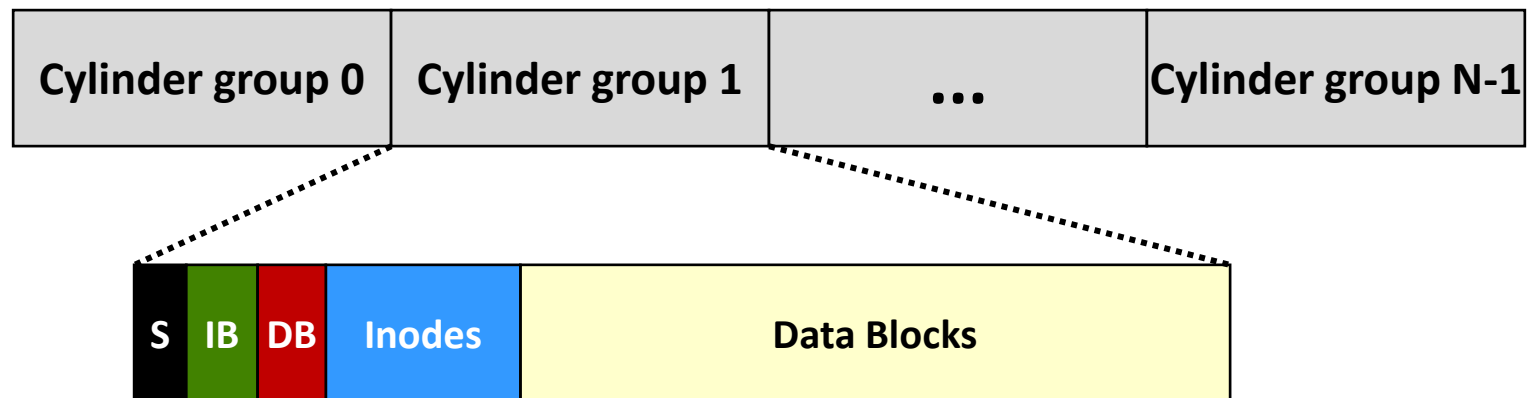 Cylinder group 0 Cylinder group 1 ... Cylinder group N-1
S IB DB Inodes Data Blocks